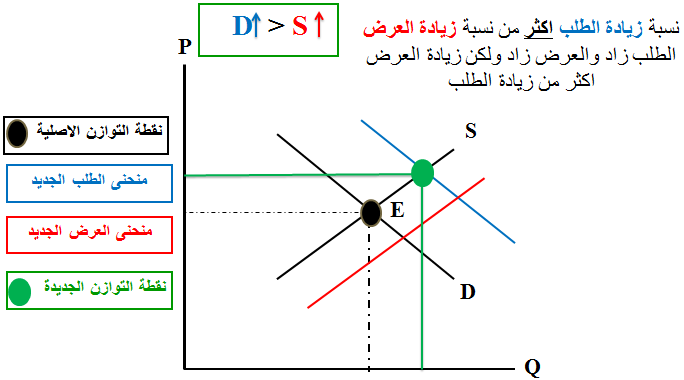 D↑ > S↑
نسبة زيادة الطلب اكثر من نسبة زيادة العرض
الطلب زاد والعرض زاد ولكن زيادة العرض
اكثر من زيادة الطلب
P
نقطة التوازن الاصلية
منحنى الطلب الجديد
منحنى العرض الجديد
نقطة التوازن الجديدة
S
E
D
Q